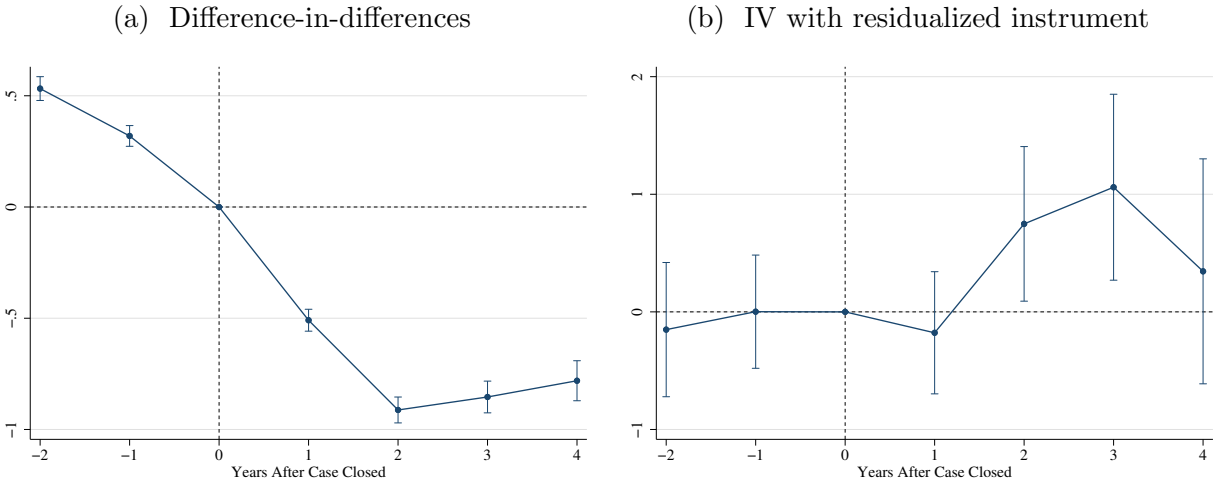 (a) Difference-in-differences
.5
0
-.5
-1
-2 -1 0 1 2 3 4
Years After Case Closed
(b) IV with residualized instrument
2
1
0
-1
-2 -1 0 1 2 3 4
Years After Case Closed